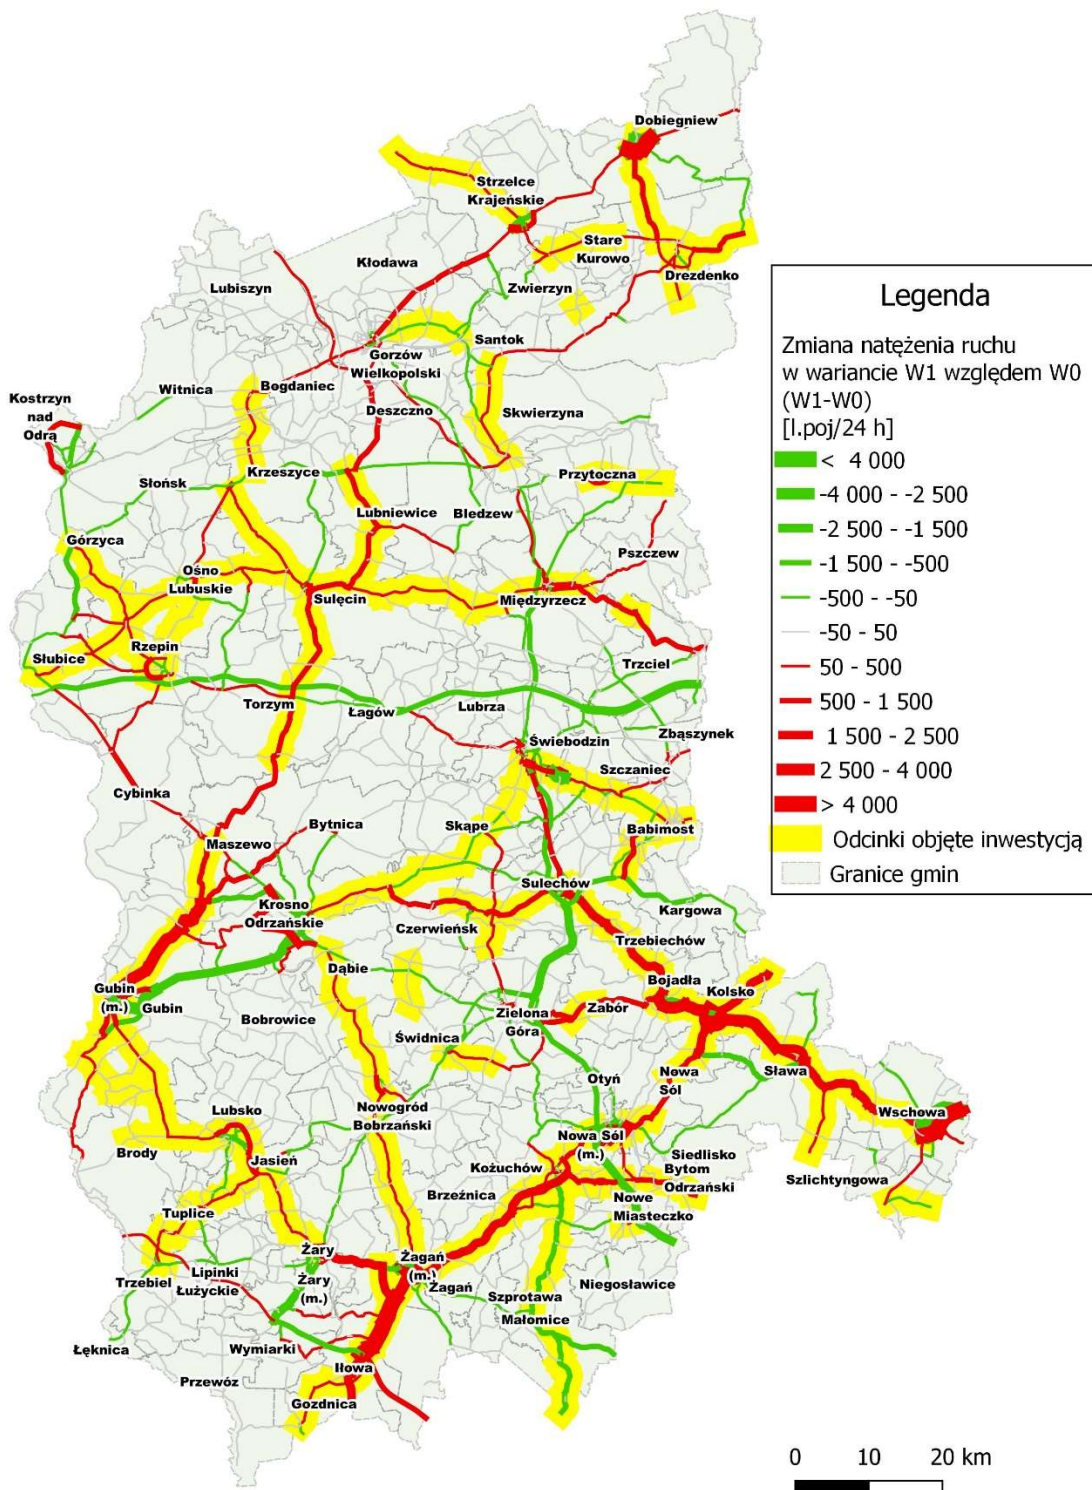 Dobiegniew
Strzelce
Krajeńskie
Stare
Kurowo
Drezdenko
Kłodawa
Lubiszyn
Zwierzyn
Santok
Gorzów
Wielkopolski
Witnica
Bogdaniec
Deszczno
Skwierzyna
Kostrzyn
nad
Odrą
Krzeszyce
Przytoczna
Słońsk
Lubniewice
Bledzew
Pszczew
Górzyca
Ośno
Lubuskie
Sulęcin
Międzyrzecz
Rzepin
Słubice
Trzciel
Torzym
Łagów
Lubrza
Świebodzin
Zbąszynek
Szczaniec
Cybinka
Bytnica
Skąpe
Babimost
Maszewo
Sulechów
Krosno
Odrzańskie
Czerwieńsk
Kargowa
Trzebiechów
Dąbie
Bojadła
Kolsko
Gubin
(m.)
Gubin
Zielona
Góra
Zabór
Bobrowice
Świdnica
Otyń
Nowa
Sól
Sława
Wschowa
Lubsko
Nowogród
Bobrzański
Nowa Sól
(m.)
Brody
Jasień
Kożuchów
Siedlisko
Bytom
Odrzański
Szlichtyngowa
Brzeźnica
Nowe
Miasteczko
Tuplice
Żary
Żagań
(m.)
Żagań
Trzebiel
Lipinki
Łużyckie
Żary
(m.)
Niegosławice
Szprotawa
Małomice
Łęknica
Wymiarki
Przewóz
Iłowa
Gozdnica
Legenda
Zmiana natężenia ruchu
w wariancie W1 względem W0
(W1-W0)
[l.poj/24 h]
< 4 000
-4 000 - -2 500
-2 500 - -1 500
-1 500 - -500
-500 - -50
-50 - 50
50 - 500
500 - 1 500
1 500 - 2 500
2 500 - 4 000
> 4 000
Odcinki objęte inwestycją
Granice gmin
0 10 20 km